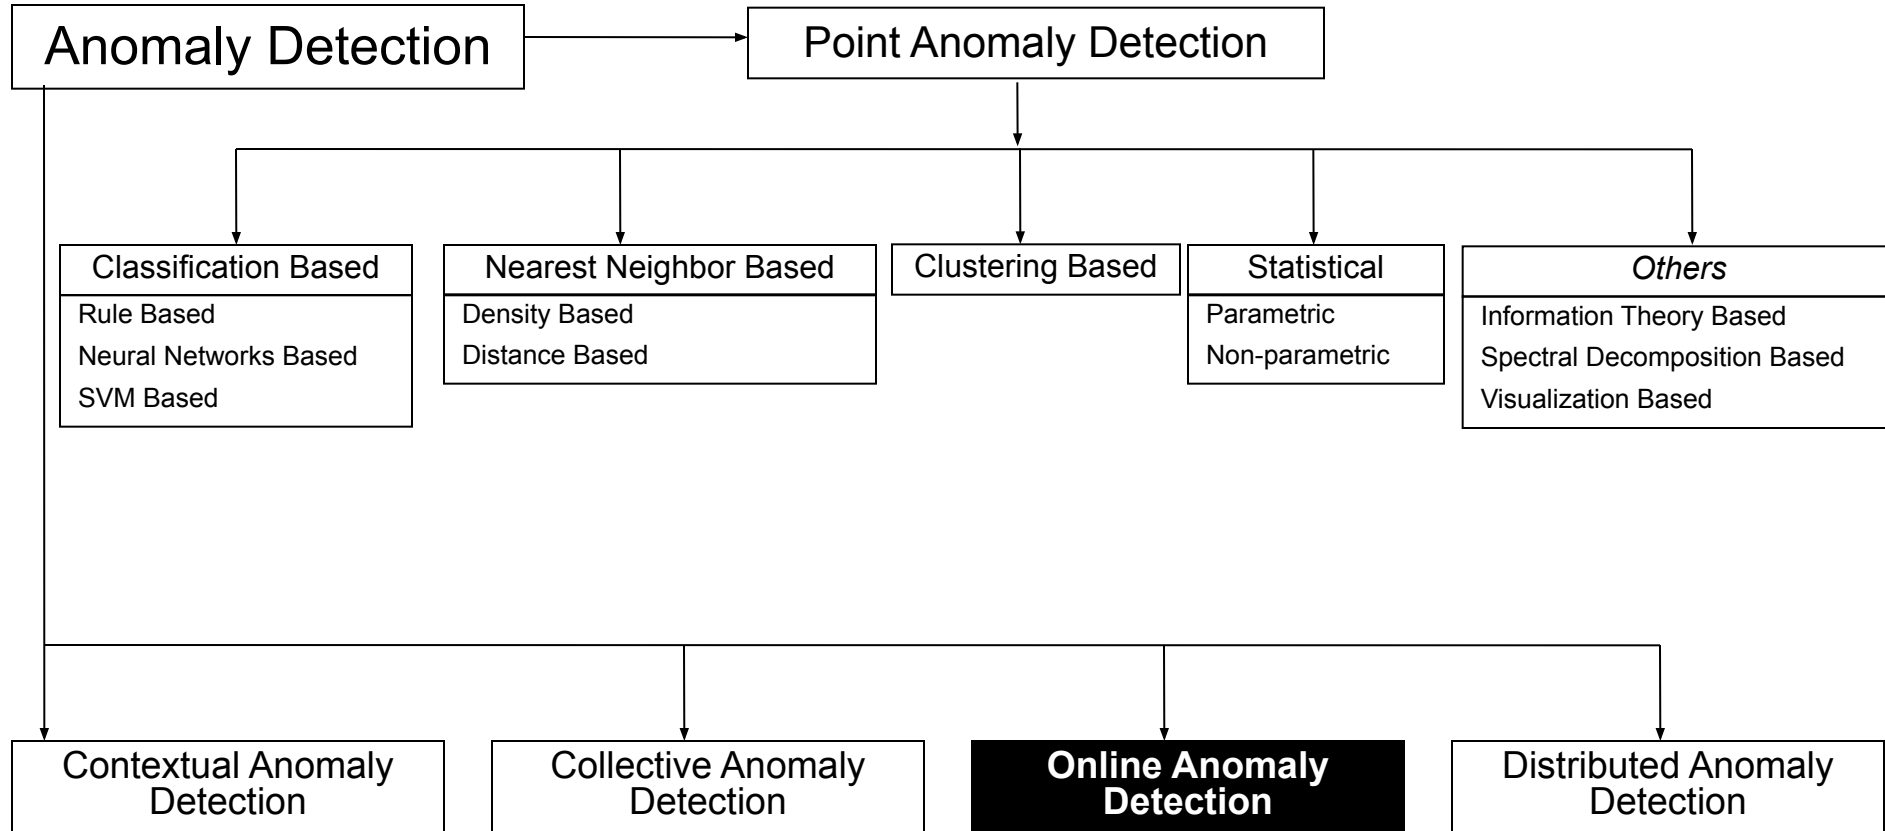 Anomaly Detection
Point Anomaly Detection
Classification Based
Rule Based
Neural Networks Based
SVM Based
Nearest Neighbor Based
Density Based
Distance Based
Clustering Based
Statistical
Parametric
Non-parametric
Others
Information Theory Based
Spectral Decomposition Based
Visualization Based
Contextual Anomaly
Detection
Collective Anomaly
Detection
Online Anomaly
Detection
Distributed Anomaly
Detection